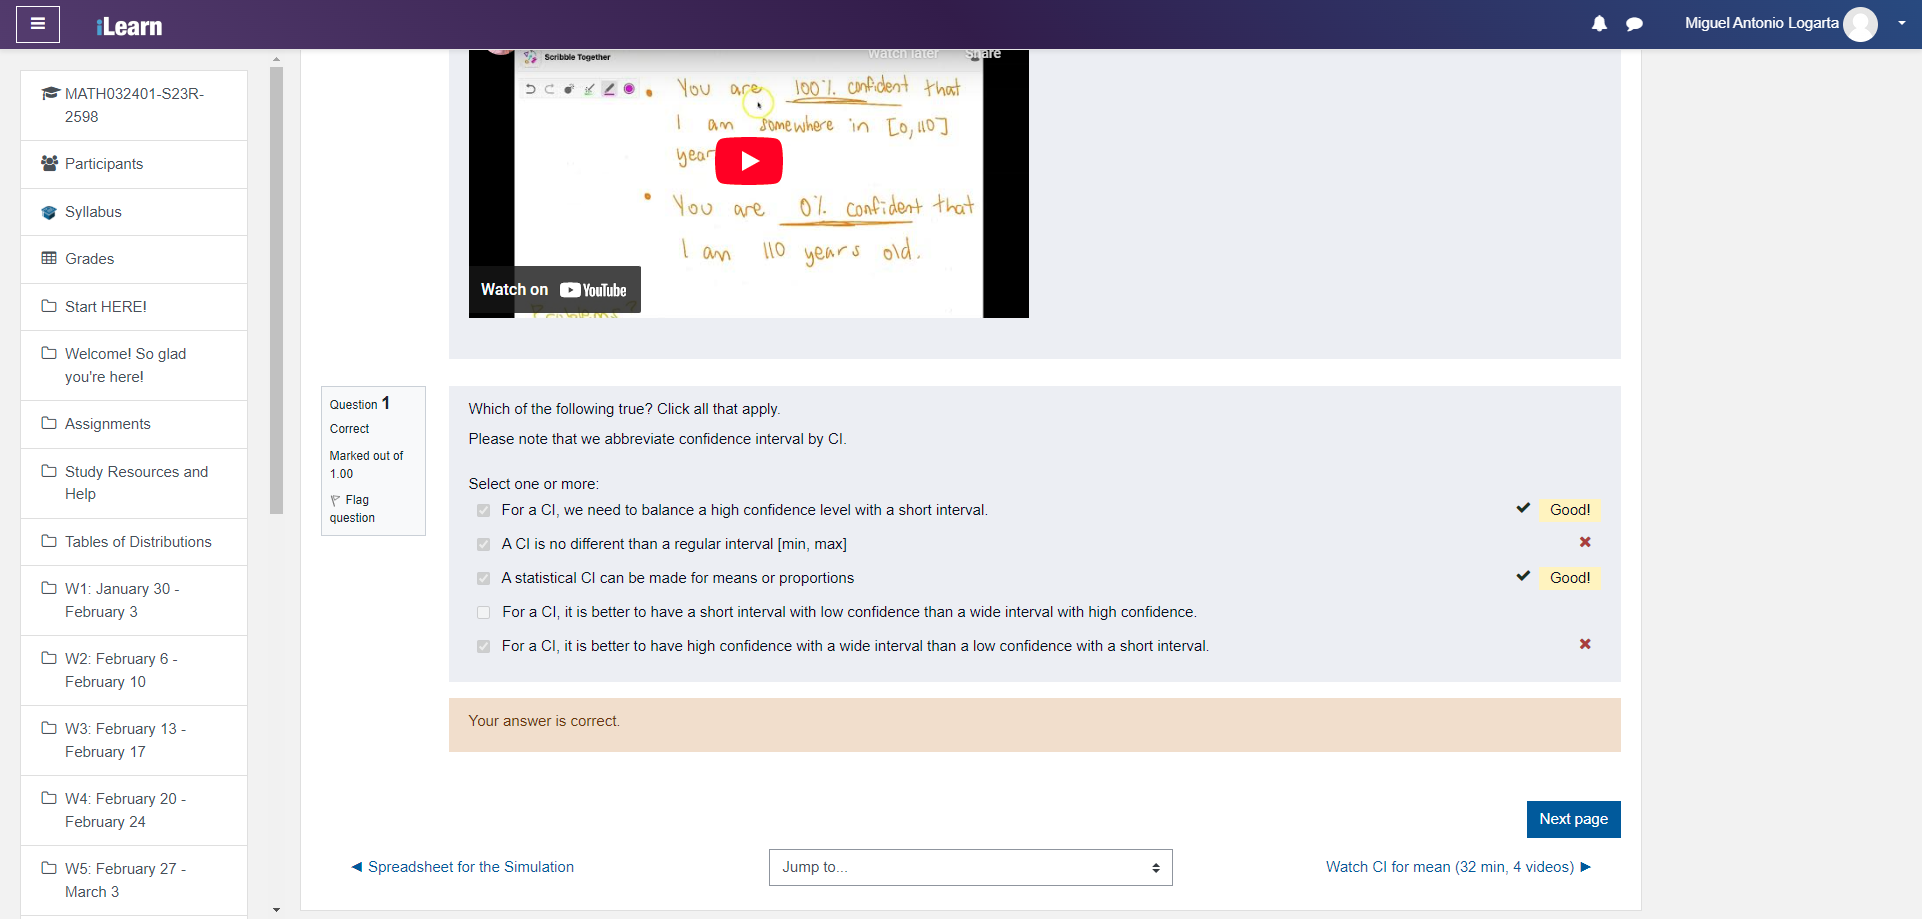 iLearn
Miguel Antonio Logarta
MATH032401-S23R-
2598
Participants
Syllabus
Grades
Start HERE!
Welcome! So glad
you're here!
Assignments
Study Resources and
Help
Tables of Distributions
W1: January 30 -
February 3
W2: February 6 -
February 10
W3: February 13 -
February 17
W4: February 20 -
February 24
W5: February 27 -
March 3
Scribble Together
Watch later
Share
You are 100% confident that
I am somewhere in [0,110]
You are 0% confident that
I am 110 years old.
Watch on YouTube
Problems?
Question 1
Correct
Marked out of
1.00
Flag
question
Which of the following true? Click all that apply.
Please note that we abbreviate confidence interval by CI.
Select one or more:
For a CI, we need to balance a high confidence level with a short interval.
Good!
A CI is no different than a regular interval [min, max]
A statistical CI can be made for means or proportions
Good!
For a CI, it is better to have a short interval with low confidence than a wide interval with high confidence.
For a CI, it is better to have high confidence with a wide interval than a low confidence with a short interval.
Your answer is correct.
Next page
◄ Spreadsheet for the Simulation
Jump to...
Watch CI for mean (32 min, 4 videos) ►